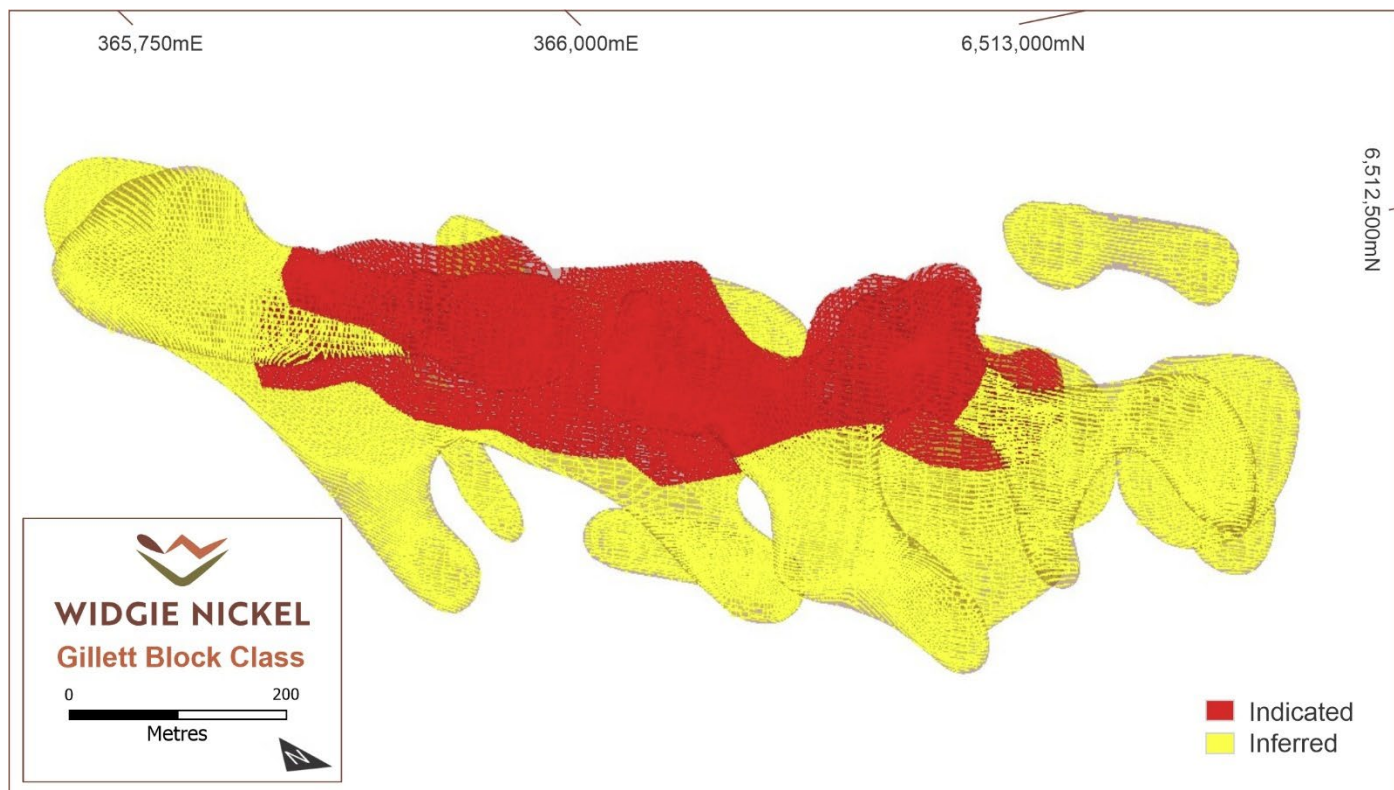 365,750mE
366,000mE
6,513,000mN
6,512,500mN
WIDGIE NICKEL
Gillett Block Class
0 200
Metres
N
Indicated
Inferred